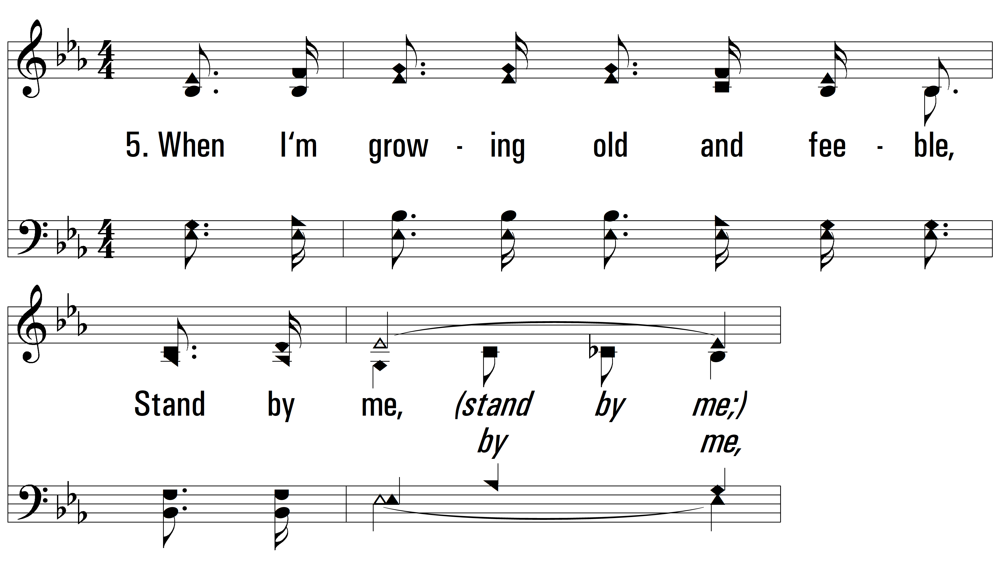 5. When I‘m grow - ing old and fee - ble,
Stand by me, (stand by me;)
by me,